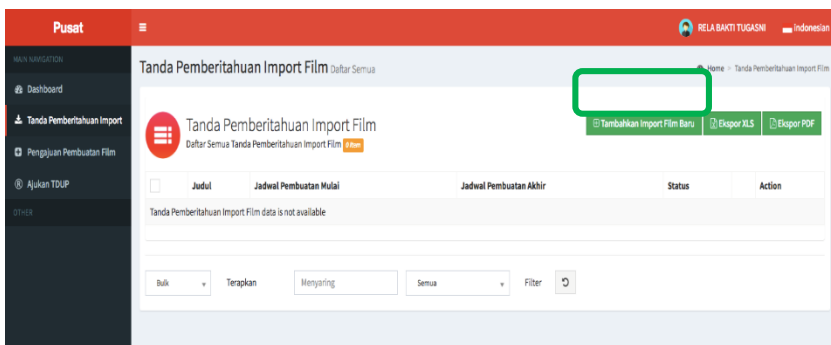 Pusat
RELA BAKTI TUGASNI
Indonesian
MAIN NAVIGATION
Dashboard
Tanda Pemberitahuan Import
Pengajuan Pembuatan Film
Ajukan TDUP
OTHER
Tanda Pemberitahuan Import Film Daftar Semua
Home > Tanda Pemberitahuan Import Film
Tanda Pemberitahuan Import Film
Daftar Semua Tanda Pemberitahuan Import Film 0 Item
Tambahkan Import Film Baru
Ekspor XLS
Ekspor PDF
Judul Jadwal Pembuatan Mulai Jadwal Pembuatan Akhir Status Action
Tanda Pemberitahuan Import Film data is not available
Bulk Terapkan Menyaring Semua Filter